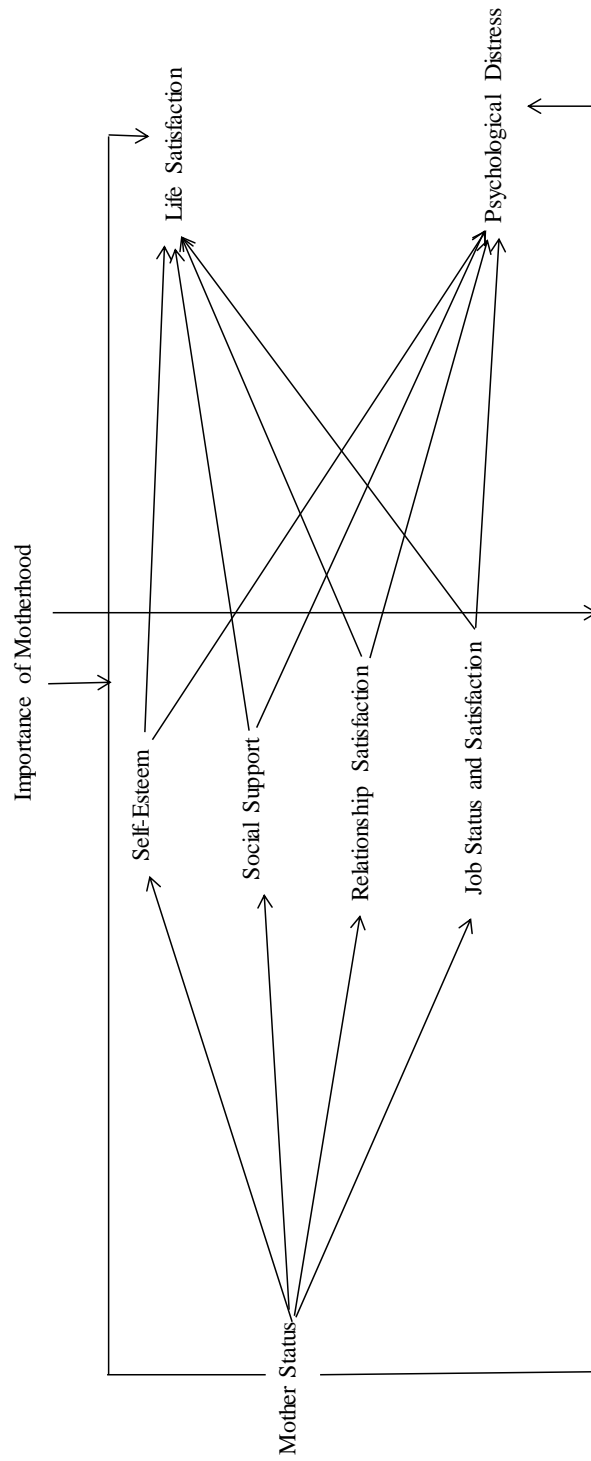 Importance of Motherhood
Mother Status
Self-Esteem
Social Support
Relationship Satisfaction
Job Status and Satisfaction
Life Satisfaction
Psychological Distress